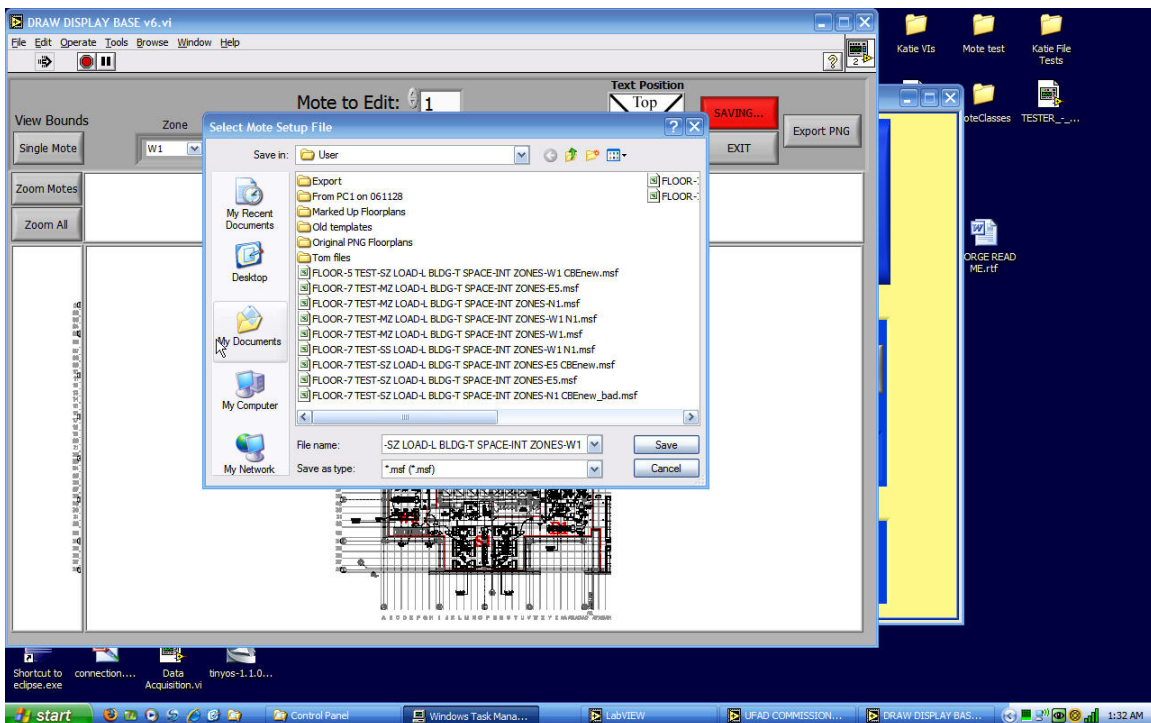 DRAW DISPLAY BASE v6.vi
File Edit Operate Tools Browse Window Help
Mote to Edit: 1
Text Position
Top
SAVING...
Export PNG
EXIT
View Bounds
Zone
Single Mote
W1
Zoom Motes
Zoom All
Select Mote Setup File
Save in: User
My Recent Documents
Desktop
My Documents
My Computer
My Network
Export
From PC1 on 061128
Marked Up Floorplans
Old templates
Original PNG Floorplans
Tom files
FLOOR-5 TEST-SZ LOAD-L BLDG-T SPACE-INT ZONES-W1 CBEnew.msf
FLOOR-7 TEST-MZ LOAD-L BLDG-T SPACE-INT ZONES-E5.msf
FLOOR-7 TEST-MZ LOAD-L BLDG-T SPACE-INT ZONES-N1.msf
FLOOR-7 TEST-MZ LOAD-L BLDG-T SPACE-INT ZONES-W1 N1.msf
FLOOR-7 TEST-MZ LOAD-L BLDG-T SPACE-INT ZONES-W1.msf
FLOOR-7 TEST-SS LOAD-L BLDG-T SPACE-INT ZONES-W1 N1.msf
FLOOR-7 TEST-SZ LOAD-L BLDG-T SPACE-INT ZONES-E5 CBEnew.msf
FLOOR-7 TEST-SZ LOAD-L BLDG-T SPACE-INT ZONES-E5.msf
FLOOR-7 TEST-SZ LOAD-L BLDG-T SPACE-INT ZONES-N1 CBEnew_bad.msf
FLOOR-
FLOOR-
File name: -SZ LOAD-L BLDG-T SPACE-INT ZONES-W1 Save
Save as type: *.msf (*.msf) Cancel
S1
Katie VIs
Mote test
Katie File Tests
oteClasses
TESTER_-_...
ORGE READ ME.rtf
Shortcut to eclipse.exe
connection....
Data Acquisition.vi
tinyos-1.1.0...
start
Control Panel
Windows Task Mana...
LabVIEW
UFAD COMMISSION...
DRAW DISPLAY BAS...
1:32 AM